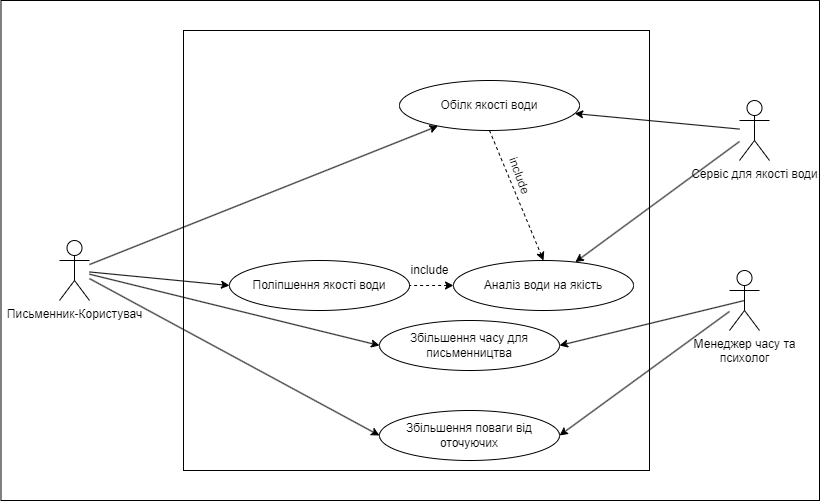 Обілк якості води
include
Сервіс для якості води
include
Поліпшення якості води
Аналіз води на якість
Письменник-Користувач
Збільшення часу для
письменництва
Менеджер часу та
психолог
Збільшення поваги від
оточуючих